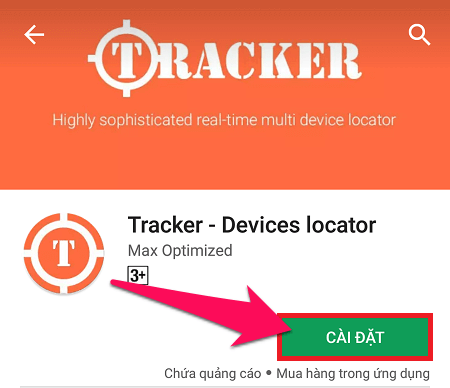 TRACKER
Highly sophisticated real-time multi device locator
T
Tracker - Devices locator
Max Optimized
3+
CÀI ĐẶT
Chứa quảng cáo • Mua hàng trong ứng dụng